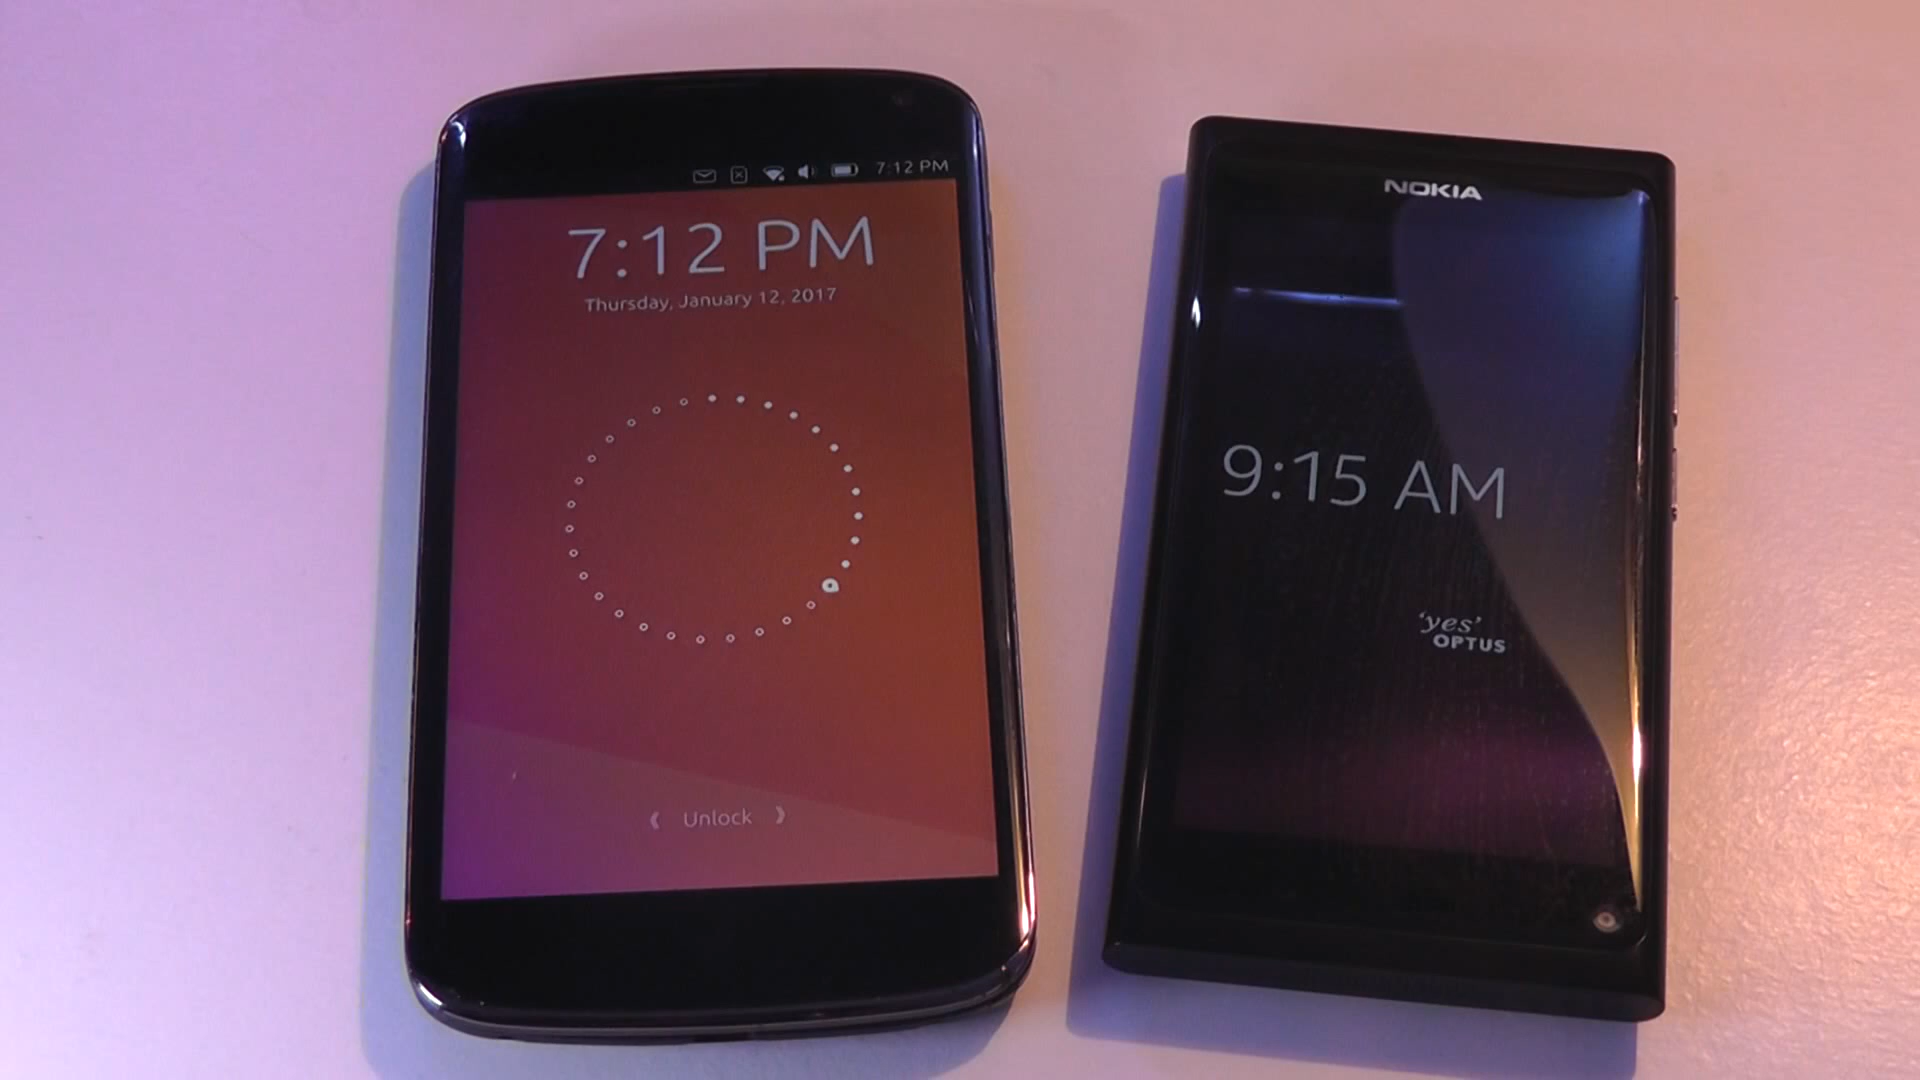 7:12 PM
7:12 PM
Thursday, January 12, 2017
Unlock
NOKIA
9:15 AM
'yes'
OPTUS